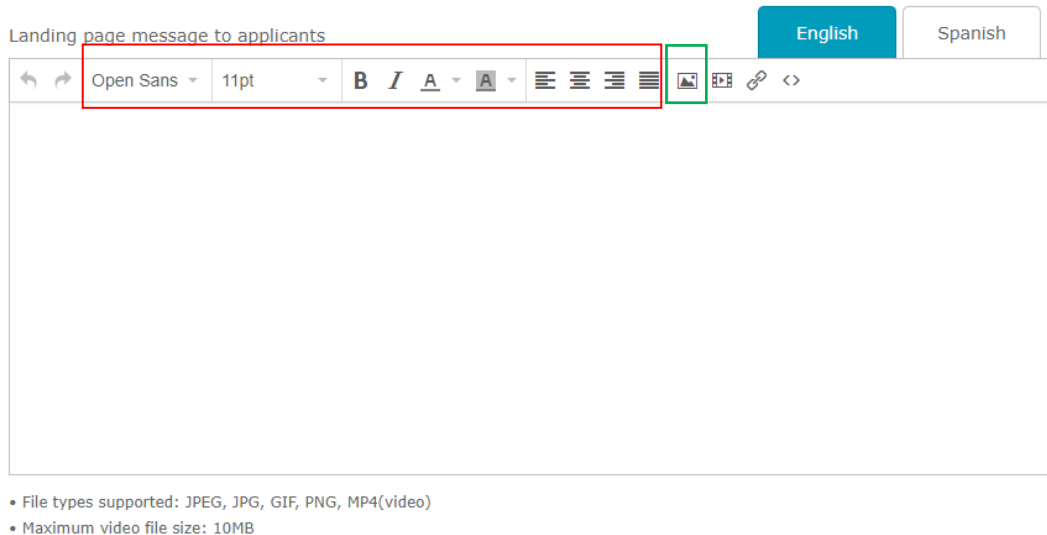 Landing page message to applicants
English
Spanish
Open Sans 11pt B I A A <>
• File types supported: JPEG, JPG, GIF, PNG, MP4(video)
• Maximum video file size: 10MB